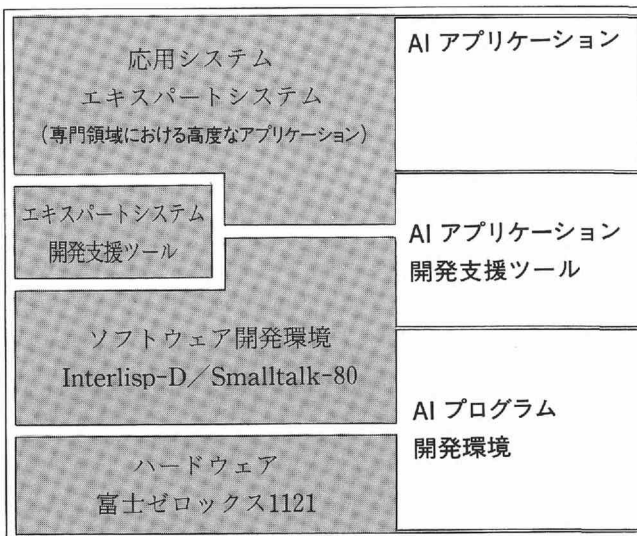 応用システム
エキスパートシステム
(専門領域における高度なアプリケーション)
AI アプリケーション
エキスパートシステム
開発支援ツール
AI アプリケーション
開発支援ツール
ソフトウェア開発環境
Interlisp-D／Smalltalk-80
AI プログラム
開発環境
ハードウェア
富士ゼロックス1121